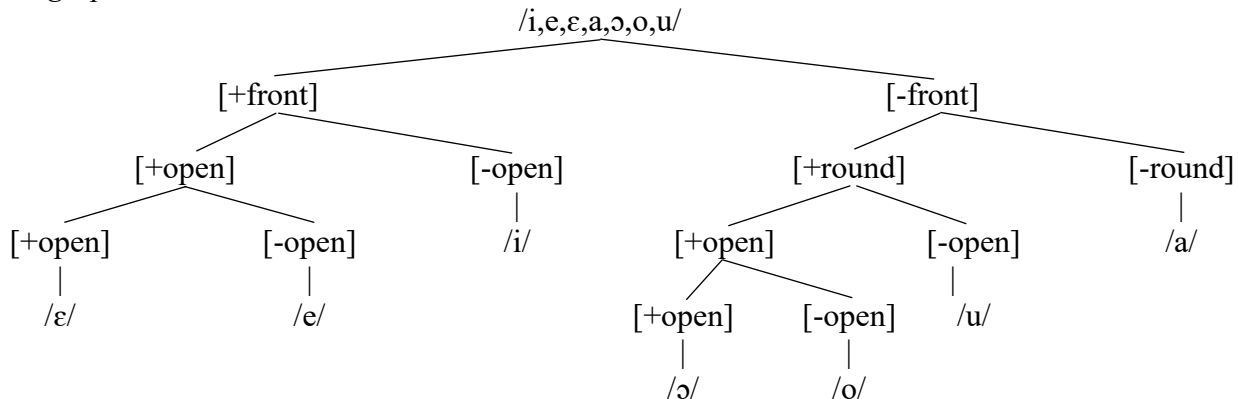 /i,e,ɛ,a,ɔ,o,u/
[+front] [-front]
[+open] [-open] [+round] [-round]
[+open] [-open] /i/ [+open] [-open] /a/
/ɛ/ /e/ [+open] [-open] /u/
/ɔ/ /o/